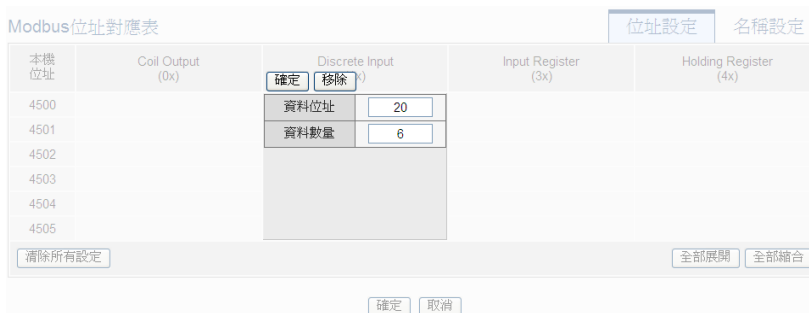 Modbus位址對應表 位址設定 名稱設定
本機位址 Coil Output (0x) Discrete Input x) Input Register (3x) Holding Register (4x)
確定 移除
4500 資料位址 20
4501 資料數量 6
4502
4503
4504
4505
清除所有設定 全部展開 全部縮合
確定 取消